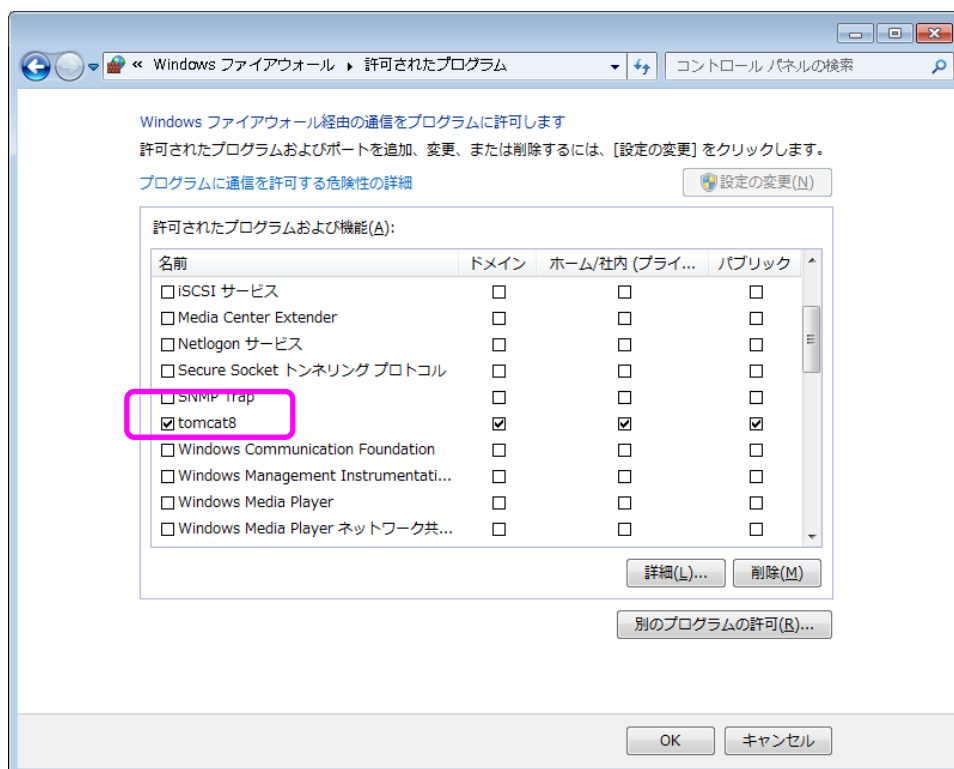 « Windows ファイアウォール ▸ 許可されたプログラム
コントロール パネルの検索
Windows ファイアウォール経由の通信をプログラムに許可します
許可されたプログラムおよびポートを追加、変更、または削除するには、[設定の変更] をクリックします。
プログラムに通信を許可する危険性の詳細
設定の変更(N)
許可されたプログラムおよび機能(A):
名前 ドメイン ホーム/社内 (プライ... パブリック
iSCSI サービス
Media Center Extender
Netlogon サービス
Secure Socket トンネリング プロトコル
SNMP Trap
tomcat8
Windows Communication Foundation
Windows Management Instrumentati...
Windows Media Player
Windows Media Player ネットワーク共...
詳細(L)... 削除(M)
別のプログラムの許可(R)...
OK キャンセル